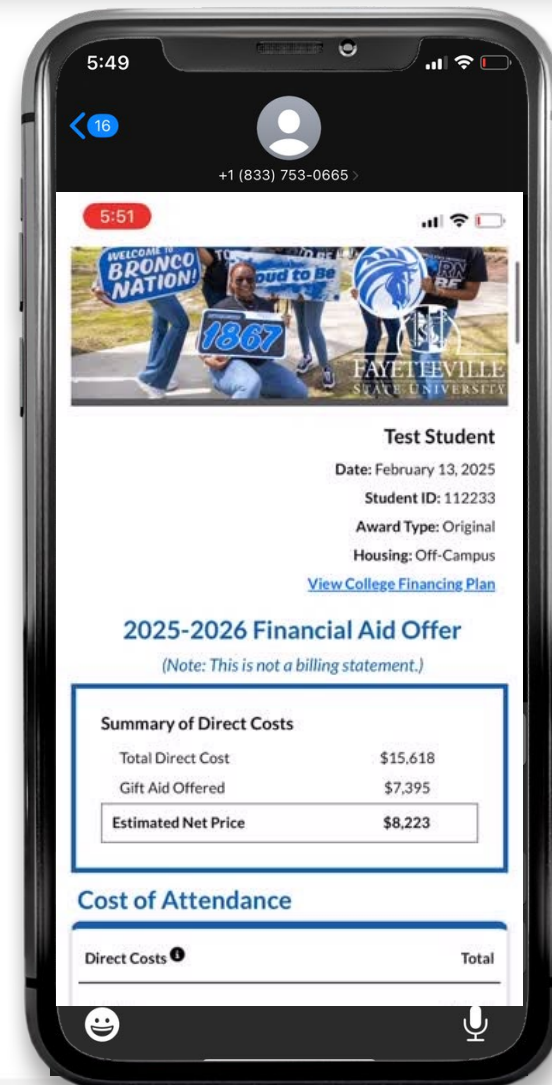 5:49
16
+1 (833) 753-0665
5:51
WELCOME TO
BRONCO
NATION!
oud to Be
1867
RN
BE
FAYETTEVILLE
STATE UNIVERSITY
Test Student
Date: February 13, 2025
Student ID: 112233
Award Type: Original
Housing: Off-Campus
View College Financing Plan
2025-2026 Financial Aid Offer
(Note: This is not a billing statement.)
Summary of Direct Costs
Total Direct Cost $15,618
Gift Aid Offered $7,395
Estimated Net Price $8,223
Cost of Attendance
Direct Costs Total